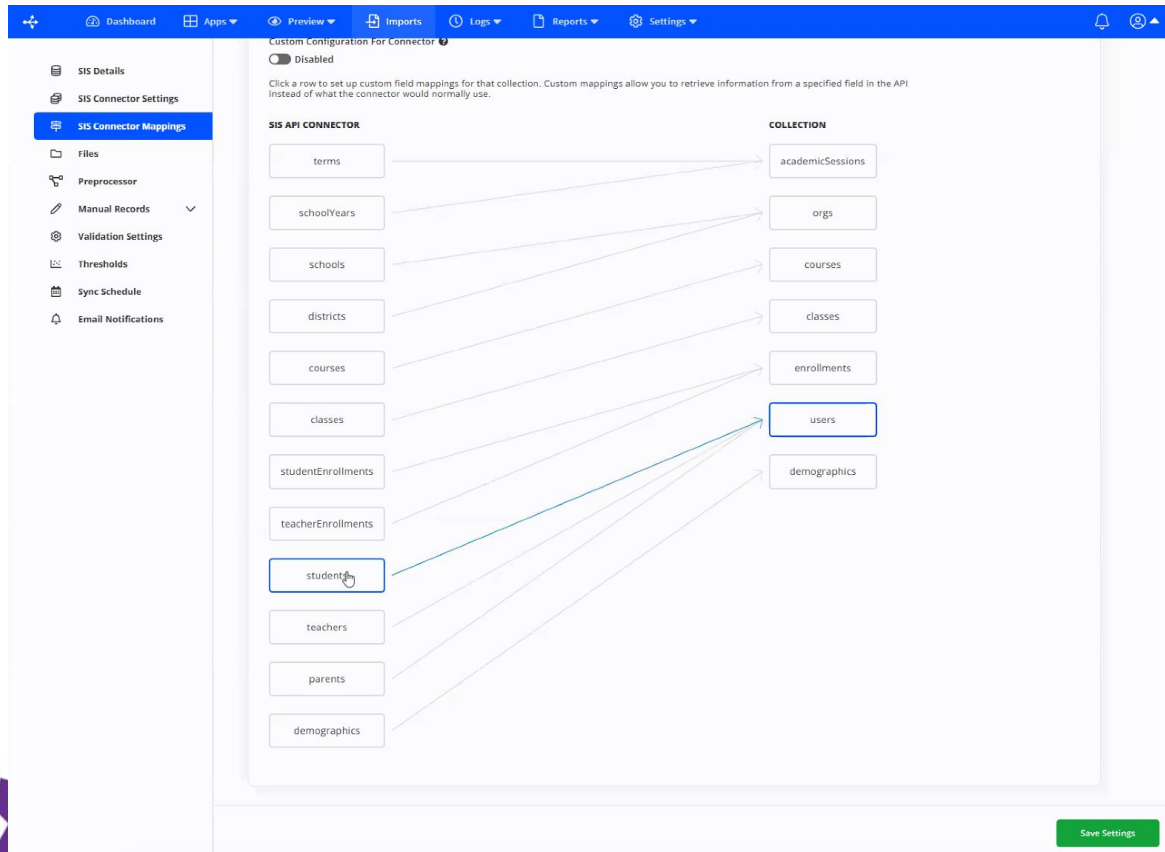 Dashboard
Apps
Preview
Imports
Logs
Reports
Settings
SIS Details
SIS Connector Settings
SIS Connector Mappings
Files
Preprocessor
Manual Records
Validation Settings
Thresholds
Sync Schedule
Email Notifications
Custom Configuration For Connector
Disabled
Click a row to set up custom field mappings for that collection. Custom mappings allow you to retrieve information from a specified field in the API
instead of what the connector would normally use.
SIS API CONNECTOR
COLLECTION
terms
academicSessions
schoolYears
orgs
schools
courses
districts
classes
courses
enrollments
classes
users
studentEnrollments
demographics
teacherEnrollments
students
teachers
parents
demographics
Save Settings